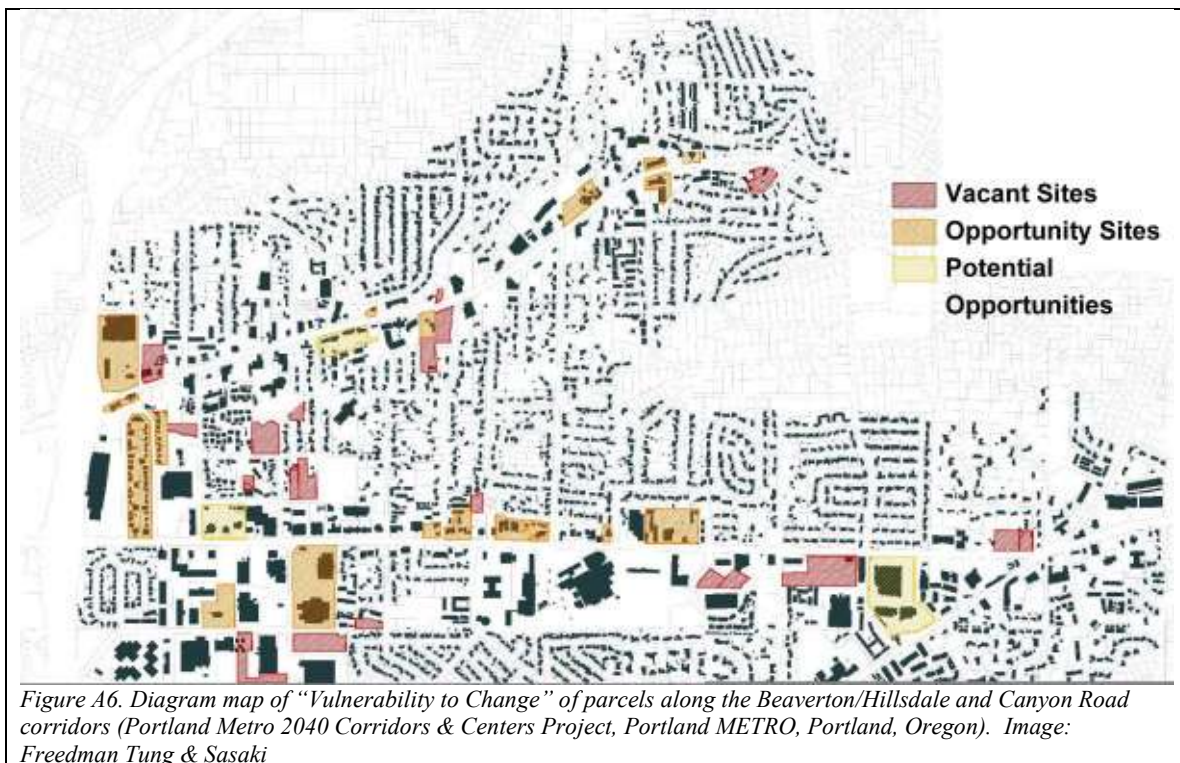 Vacant Sites
Opportunity Sites
Potential
Opportunities
Figure A6. Diagram map of “Vulnerability to Change” of parcels along the Beaverton/Hillsdale and Canyon Road
corridors (Portland Metro 2040 Corridors & Centers Project, Portland METRO, Portland, Oregon).  Image:
Freedman Tung & Sasaki